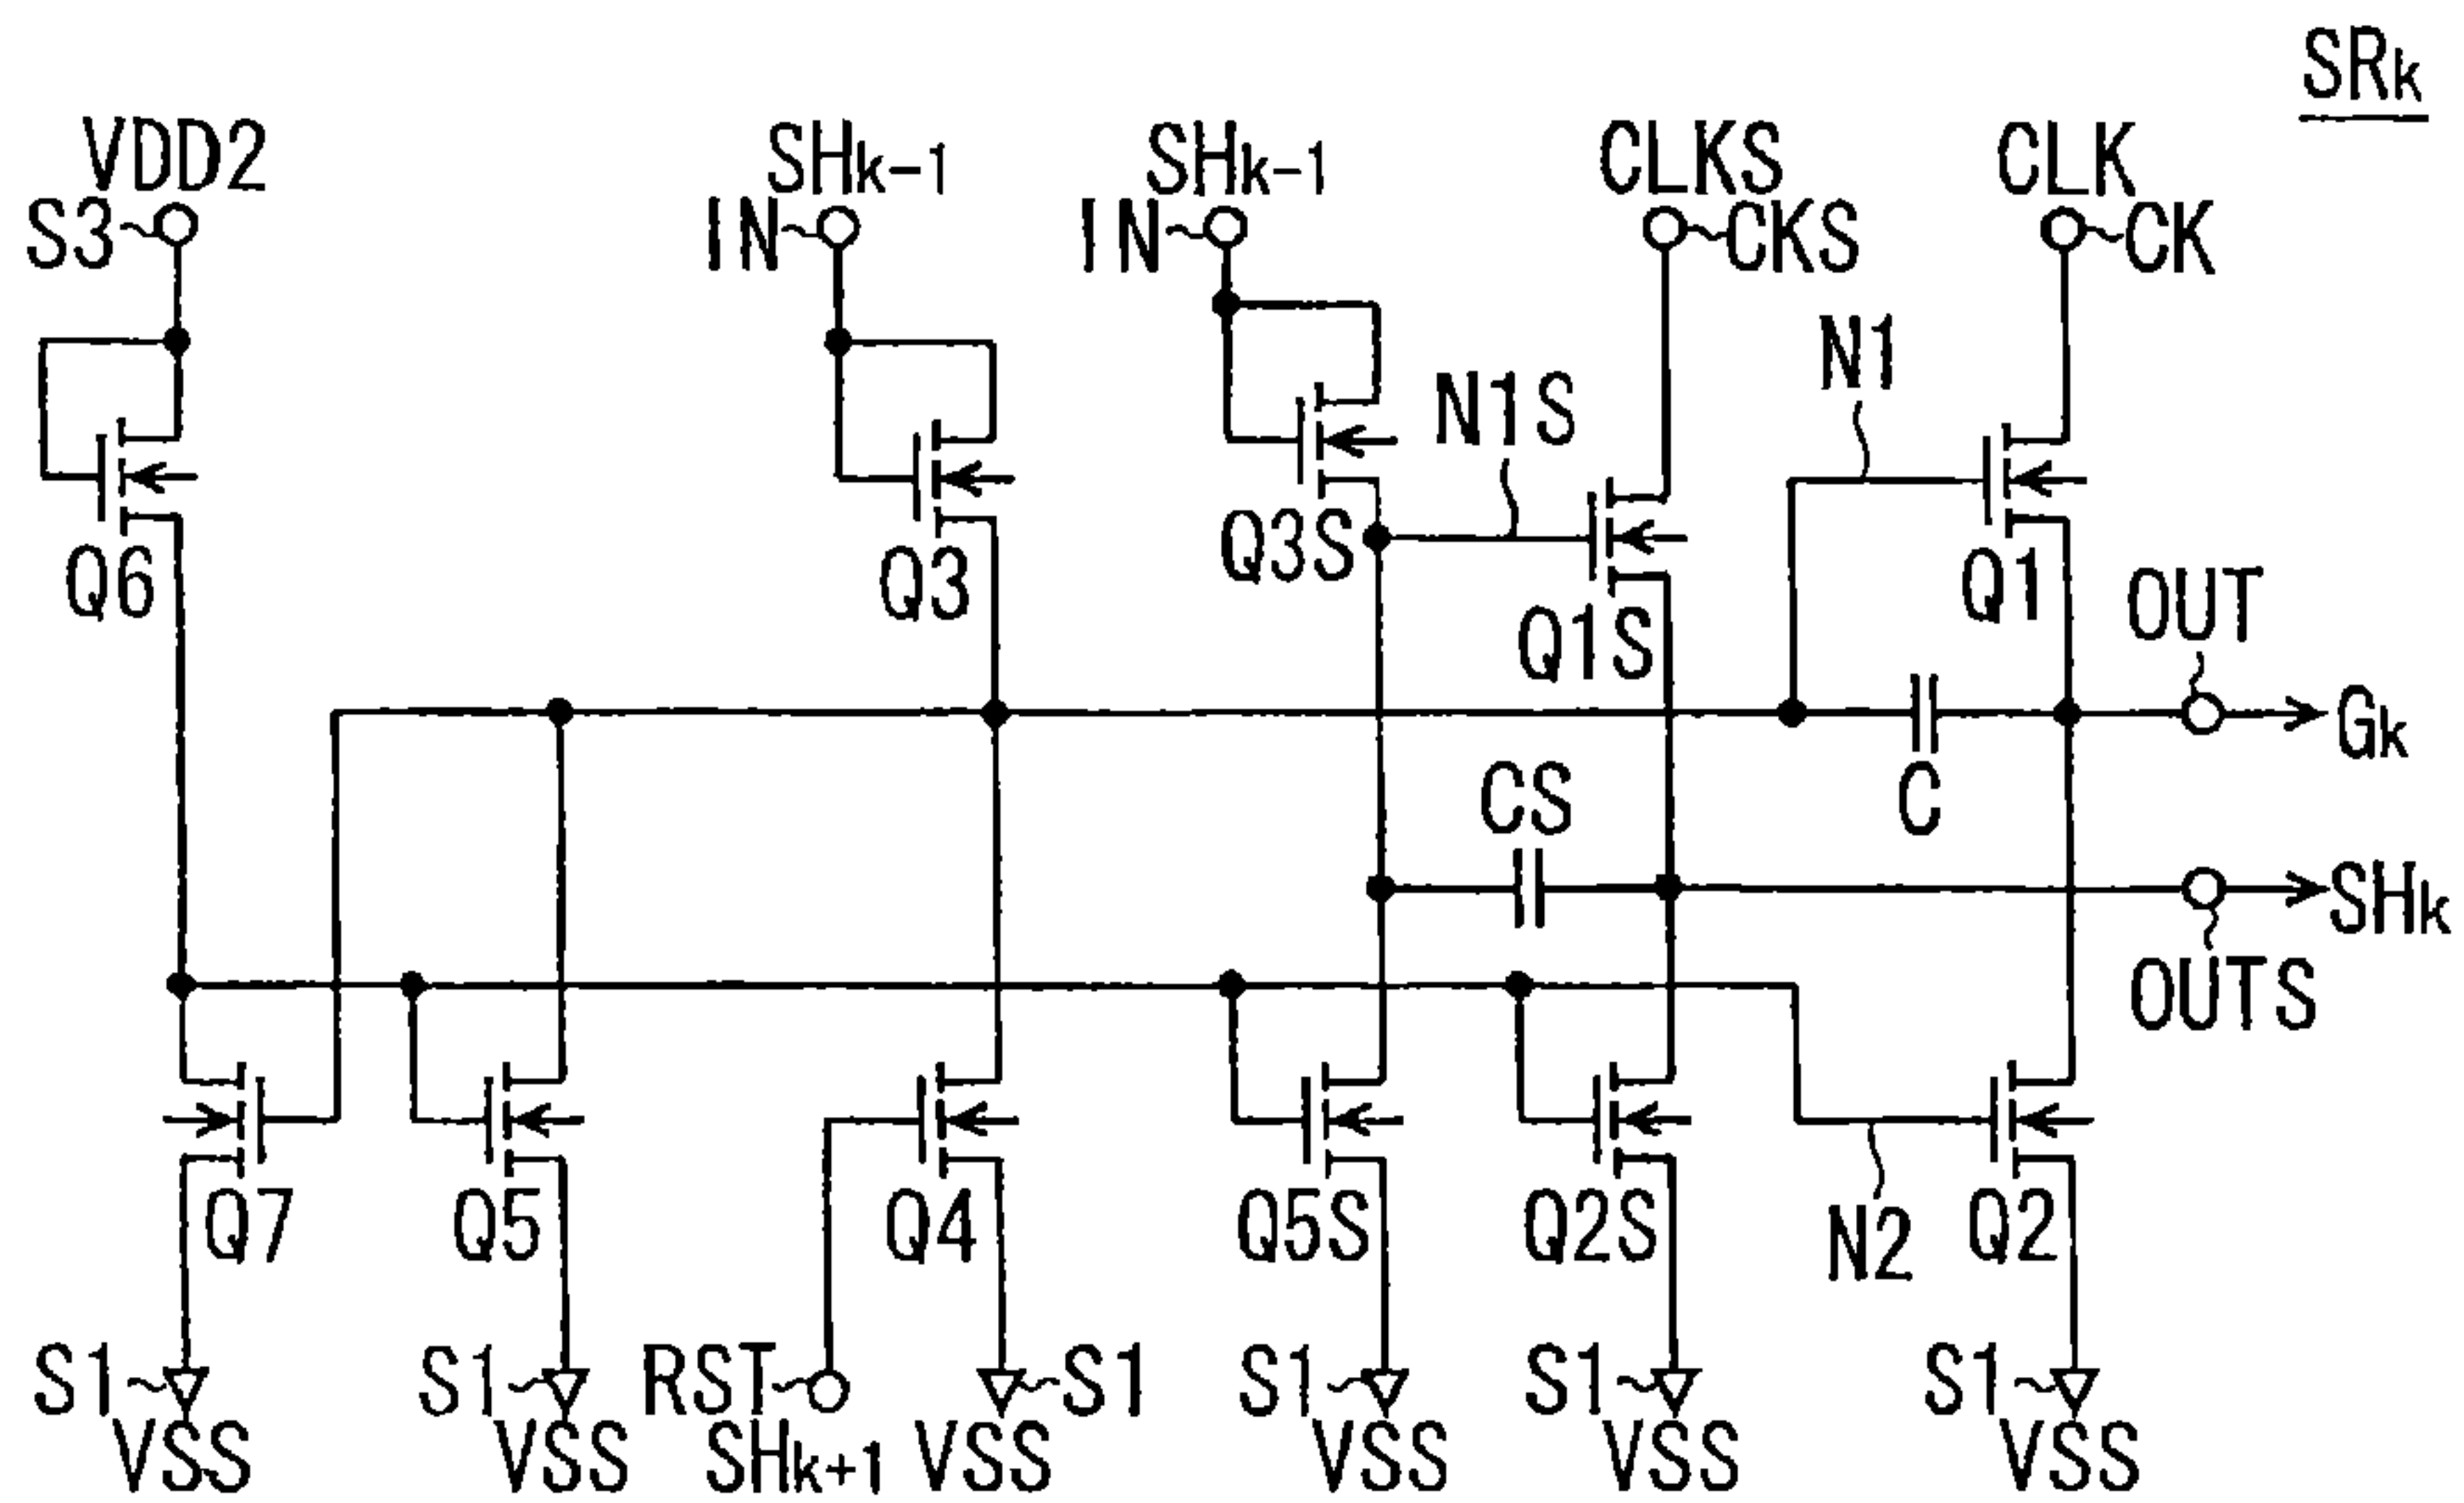 SRk
VDD2
SHk-1
SHk-1
CLKS
CLK
S3
IN
IN
CKS
CK
N1
N1S
Q6
Q3
Q3S
Q1S
Q1
OUT
Gk
CS
C
SHk
OUTS
Q7
Q5
Q4
Q5S
Q2S
N2
Q2
S1
S1
RST
S1
S1
S1
S1
VSS
VSS
SHk+1
VSS
VSS
VSS
VSS